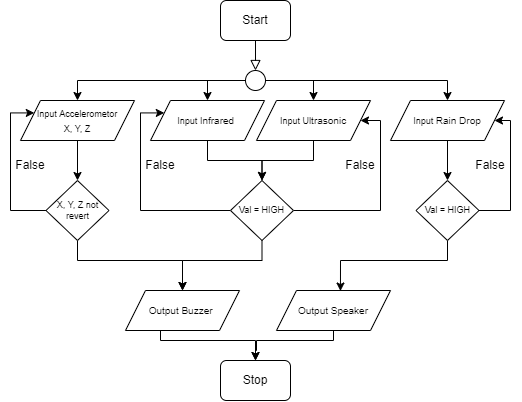 Start
Input Accelerometor
X, Y, Z
Input Infrared
Input Ultrasonic
Input Rain Drop
False
False
False
False
X, Y, Z not
revert
Val = HIGH
Val = HIGH
Output Buzzer
Output Speaker
Stop